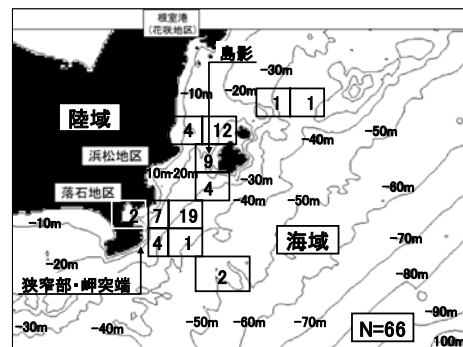 根室港
(花咲地区)
島影
-30m
-10m
-20m
1
1
陸域
4
12
-40m
-50m
浜松地区
9
10m
-20m
4
-30m
-60m
落石地区
-40m
-10m
2
7
19
-50m
海域
4
1
-70m
-20m
2
-80m
狭窄部・岬突端
-30m
-40m
-50m
-60m
-70m
N=66
-90m
100m